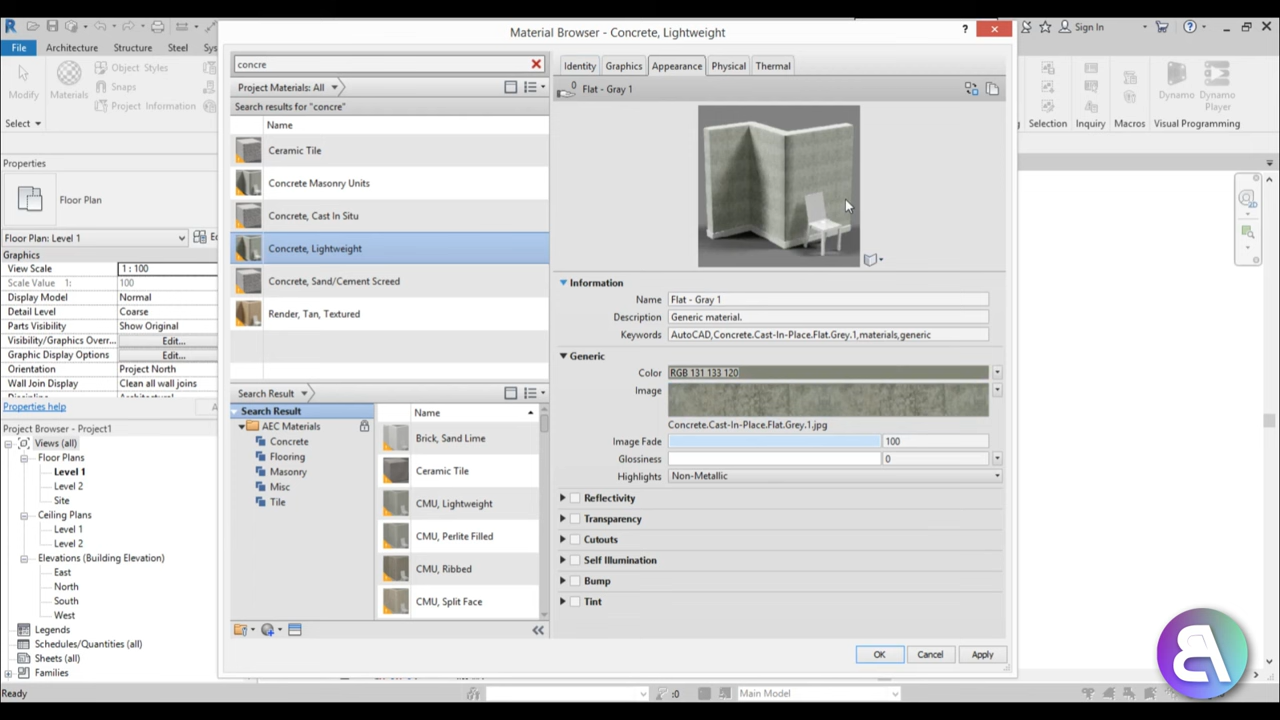 Material Browser - Concrete, Lightweight
?
Sign In
File
Architecture
Structure
Steel
Modify
Materials
Object Styles
Snaps
Project Information
Select
Selection
Inquiry
Macros
Dynamo
Dynamo Player
Visual Programming
Properties
Floor Plan
Floor Plan: Level 1
Graphics
View Scale 1 : 100
Scale Value 1: 100
Display Model Normal
Detail Level Coarse
Parts Visibility Show Original
Visibility/Graphics Overr... Edit...
Graphic Display Options Edit...
Orientation Project North
Wall Join Display Clean all wall joins
Properties help
Project Browser - Project1
Views (all)
Floor Plans
Level 1
Level 2
Site
Ceiling Plans
Level 1
Level 2
Elevations (Building Elevation)
East
North
South
West
Legends
Schedules/Quantities (all)
Sheets (all)
Families
Ready
concre
Project Materials: All
Search results for "concre"
Name
Ceramic Tile
Concrete Masonry Units
Concrete, Cast In Situ
Concrete, Lightweight
Concrete, Sand/Cement Screed
Render, Tan, Textured
Search Result
Search Result
AEC Materials
Concrete
Flooring
Masonry
Misc
Tile
Name
Brick, Sand Lime
Ceramic Tile
CMU, Lightweight
CMU, Perlite Filled
CMU, Ribbed
CMU, Split Face
Identity
Graphics
Appearance
Physical
Thermal
Flat - Gray 1
Information
Name Flat - Gray 1
Description Generic material.
Keywords AutoCAD,Concrete.Cast-In-Place.Flat.Grey.1,materials,generic
Generic
Color RGB 131 133 120
Image
Concrete.Cast-In-Place.Flat.Grey.1.jpg
Image Fade 100
Glossiness 0
Highlights Non-Metallic
Reflectivity
Transparency
Cutouts
Self Illumination
Bump
Tint
OK
Cancel
Apply
:0
Main Model